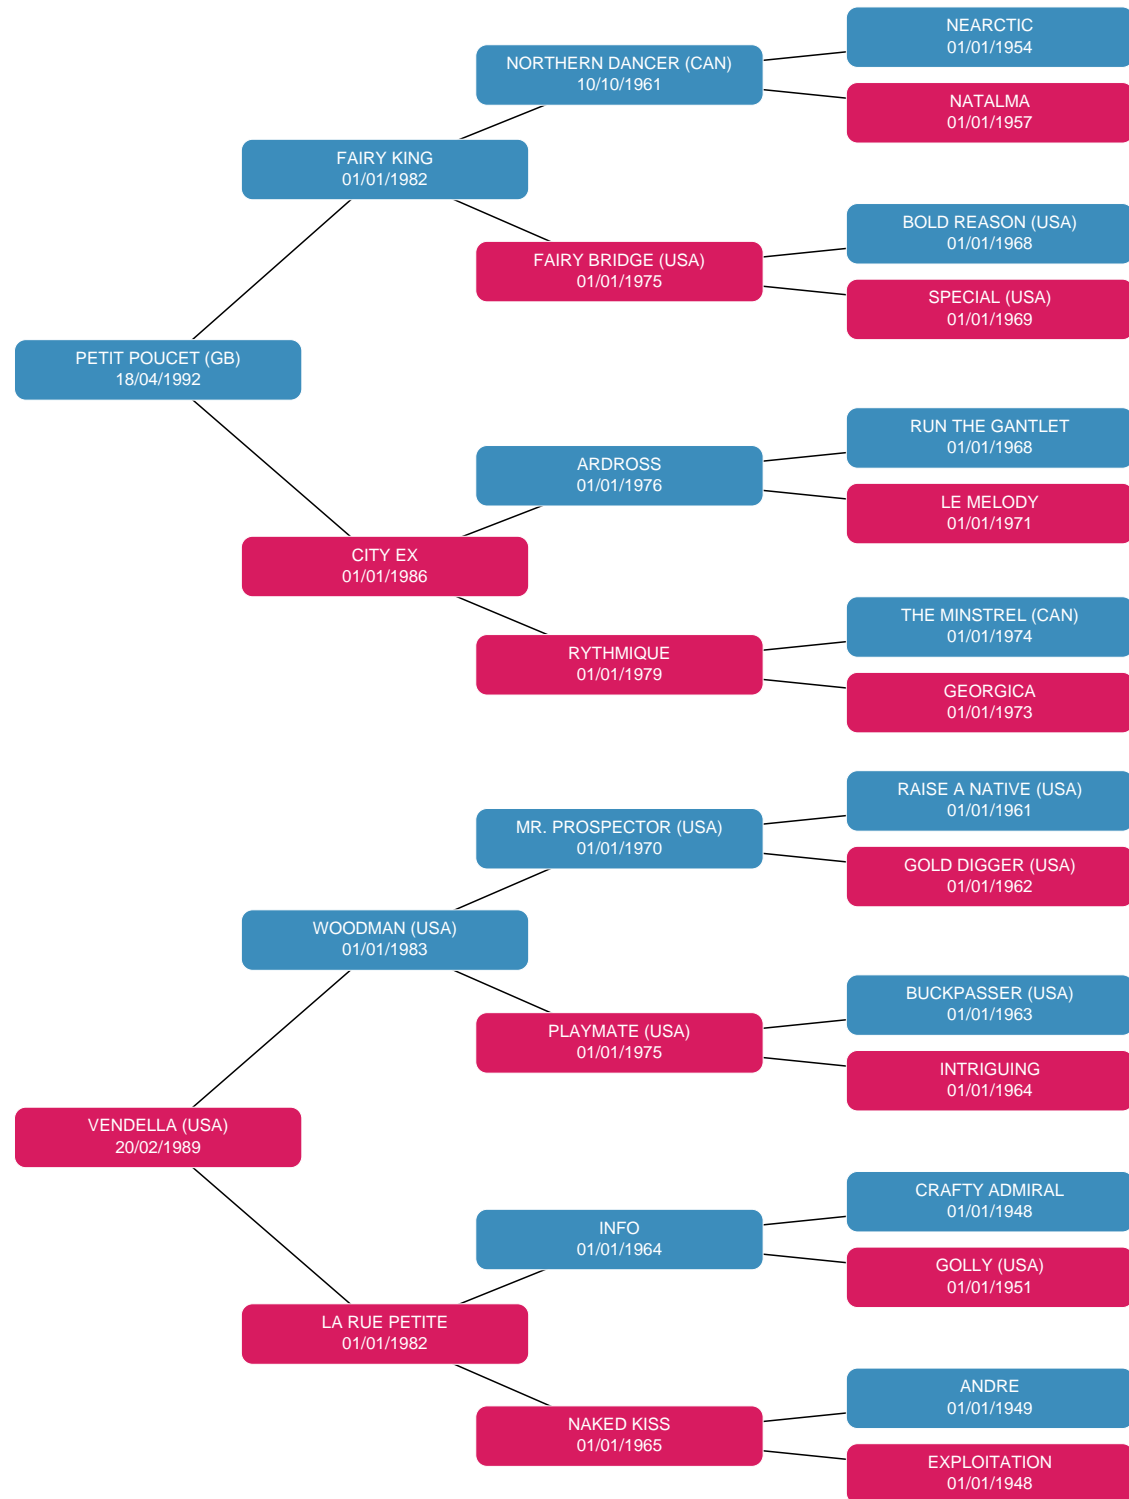 NEARCTIC
01/01/1954
NORTHERN DANCER (CAN)
10/10/1961
NATALMA
01/01/1957
FAIRY KING
01/01/1982
BOLD REASON (USA)
01/01/1968
FAIRY BRIDGE (USA)
01/01/1975
SPECIAL (USA)
01/01/1969
PETIT POUCET (GB)
18/04/1992
RUN THE GANTLET
01/01/1968
ARDROSS
01/01/1976
LE MELODY
01/01/1971
CITY EX
01/01/1986
THE MINSTREL (CAN)
01/01/1974
RYTHMIQUE
01/01/1979
GEORGICA
01/01/1973
RAISE A NATIVE (USA)
01/01/1961
MR. PROSPECTOR (USA)
01/01/1970
GOLD DIGGER (USA)
01/01/1962
WOODMAN (USA)
01/01/1983
BUCKPASSER (USA)
01/01/1963
PLAYMATE (USA)
01/01/1975
INTRIGUING
01/01/1964
VENDELLA (USA)
20/02/1989
CRAFTY ADMIRAL
01/01/1948
INFO
01/01/1964
GOLLY (USA)
01/01/1951
LA RUE PETITE
01/01/1982
ANDRE
01/01/1949
NAKED KISS
01/01/1965
EXPLOITATION
01/01/1948